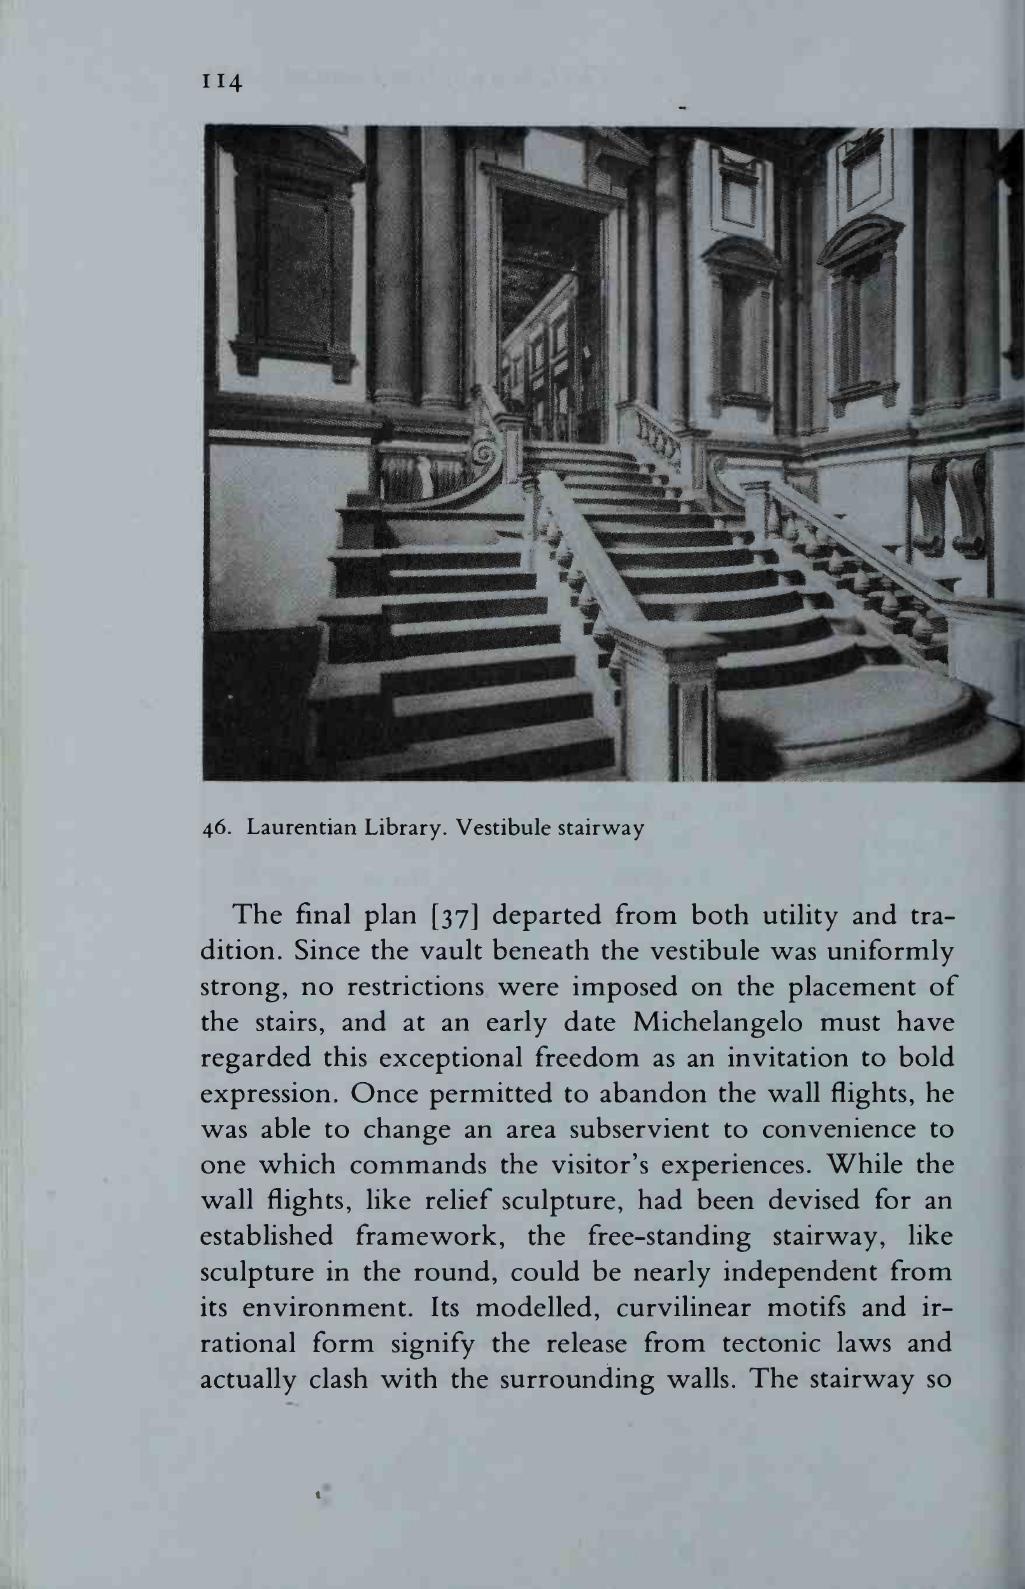 114
46. Laurentian Library. Vestibule stairway
The final plan [37] departed from both utility and tra-
dition. Since the vault beneath the vestibule was uniformly
strong, no restrictions were imposed on the placement of
the stairs, and at an early date Michelangelo must have
regarded this exceptional freedom as an invitation to bold
expression. Once permitted to abandon the wall flights, he
was able to change an area subservient to convenience to
one which commands the visitor's experiences. While the
wall flights, like relief sculpture, had been devised for an
established framework, the free-standing stairway, like
sculpture in the round, could be nearly independent from
its environment. Its modelled, curvilinear motifs and ir-
rational form signify the release from tectonic laws and
actually clash with the surrounding walls. The stairway so